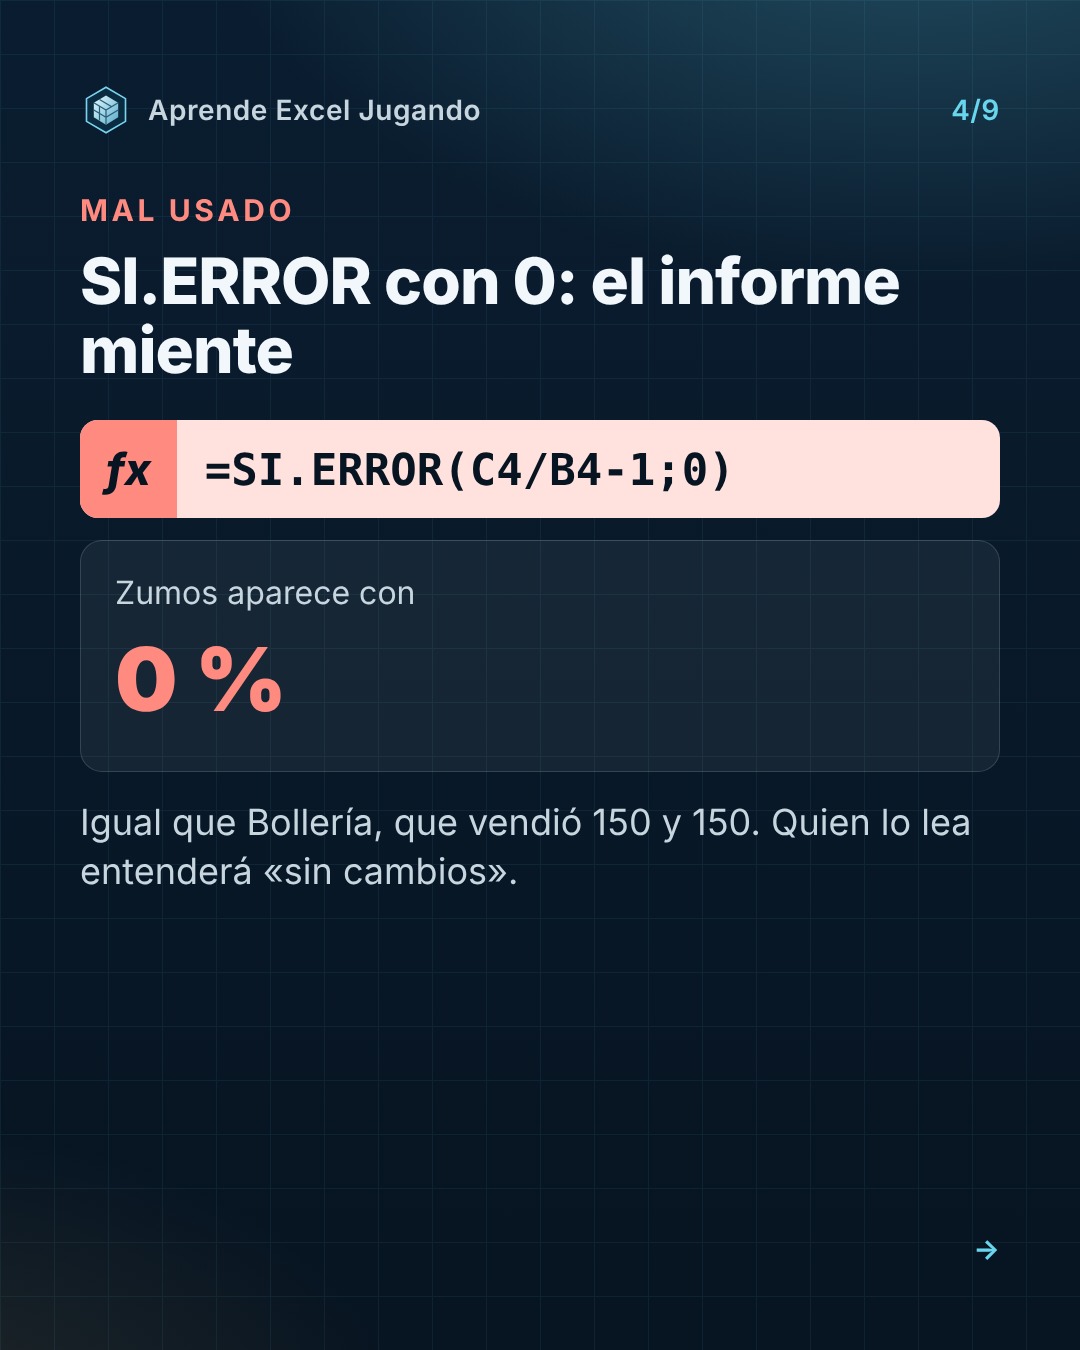 Aprende Excel Jugando
4/9
MAL USADO
SI.ERROR con 0: el informe
miente
fx =SI.ERROR(C4/B4-1;0)
Zumos aparece con
0 %
Igual que Bollería, que vendió 150 y 150. Quien lo lea
entenderá «sin cambios».
→